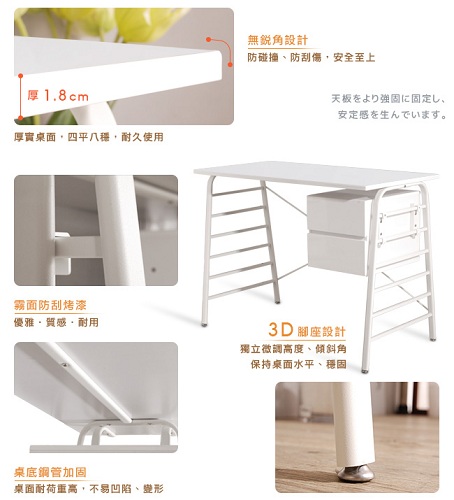 無銳角設計
防碰撞、防刮傷，安全至上
厚1.8cm
厚實桌面，四平八穩，耐久使用
天板をより強固に固定し、
安定感を生んでいます。
霧面防刮烤漆
優雅，質感，耐用
3D 腳座設計
獨立微調高度、傾斜角
保持桌面水平、穩固
桌底鋼管加固
桌面耐荷重高，不易凹陷、變形